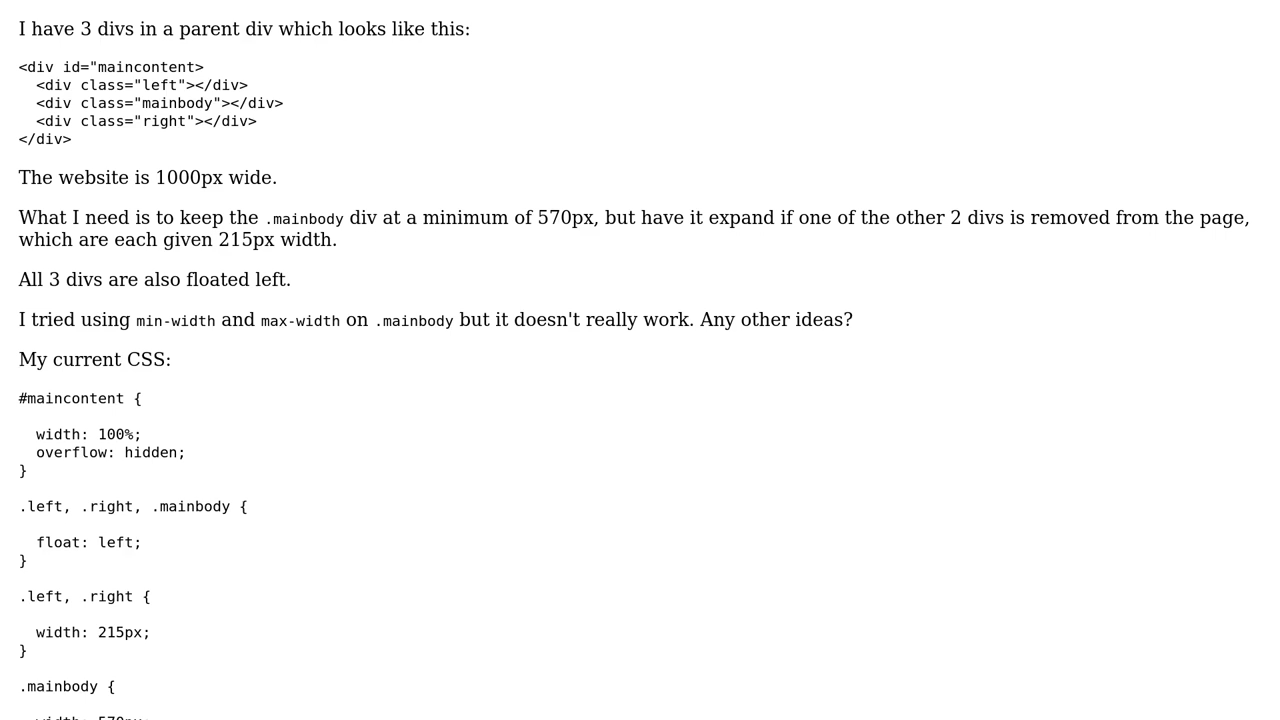 I have 3 divs in a parent div which looks like this:
<div id="maincontent>
  <div class="left"></div>
  <div class="mainbody"></div>
  <div class="right"></div>
</div>
The website is 1000px wide.
What I need is to keep the .mainbody div at a minimum of 570px, but have it expand if one of the other 2 divs is removed from the page,
which are each given 215px width.
All 3 divs are also floated left.
I tried using min-width and max-width on .mainbody but it doesn't really work. Any other ideas?
My current CSS:
#maincontent {
  width: 100%;
  overflow: hidden;
}
.left, .right, .mainbody {
  float: left;
}
.left, .right {
  width: 215px;
}
.mainbody {